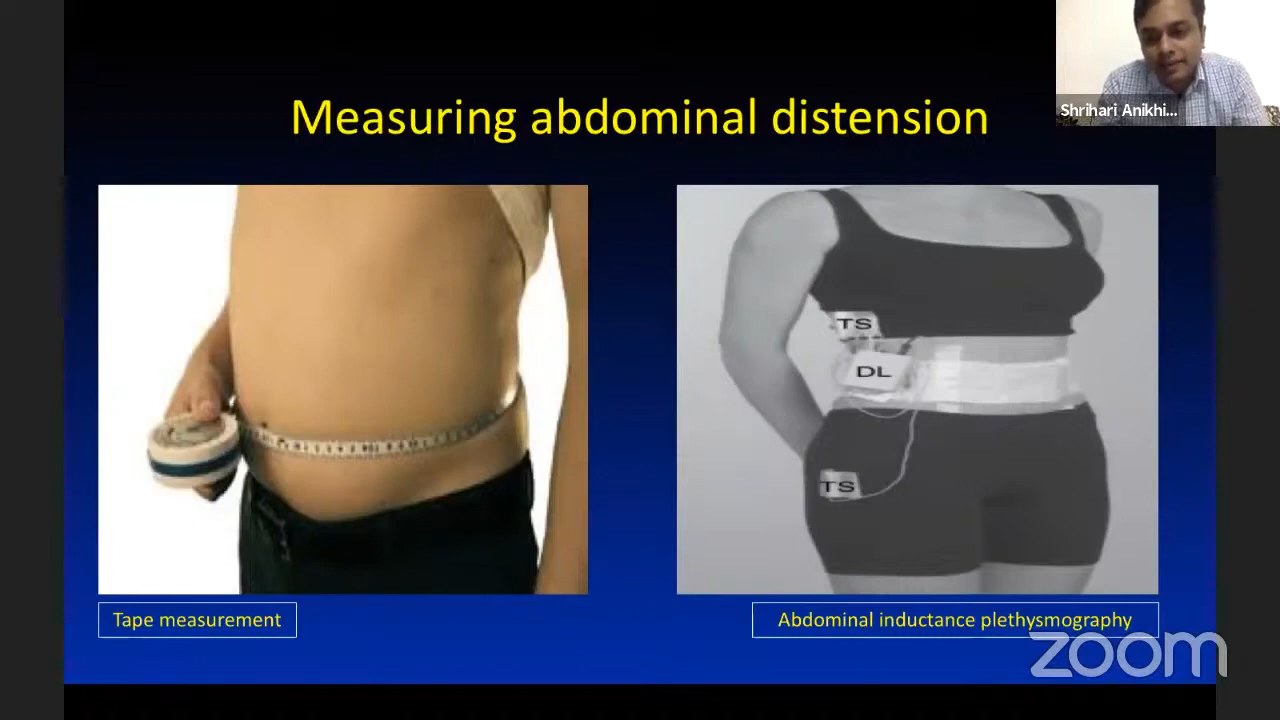 Measuring abdominal distension
Shrihari Anikhi...
TS
DL
TS
Tape measurement
Abdominal inductance plethysmography
zoom